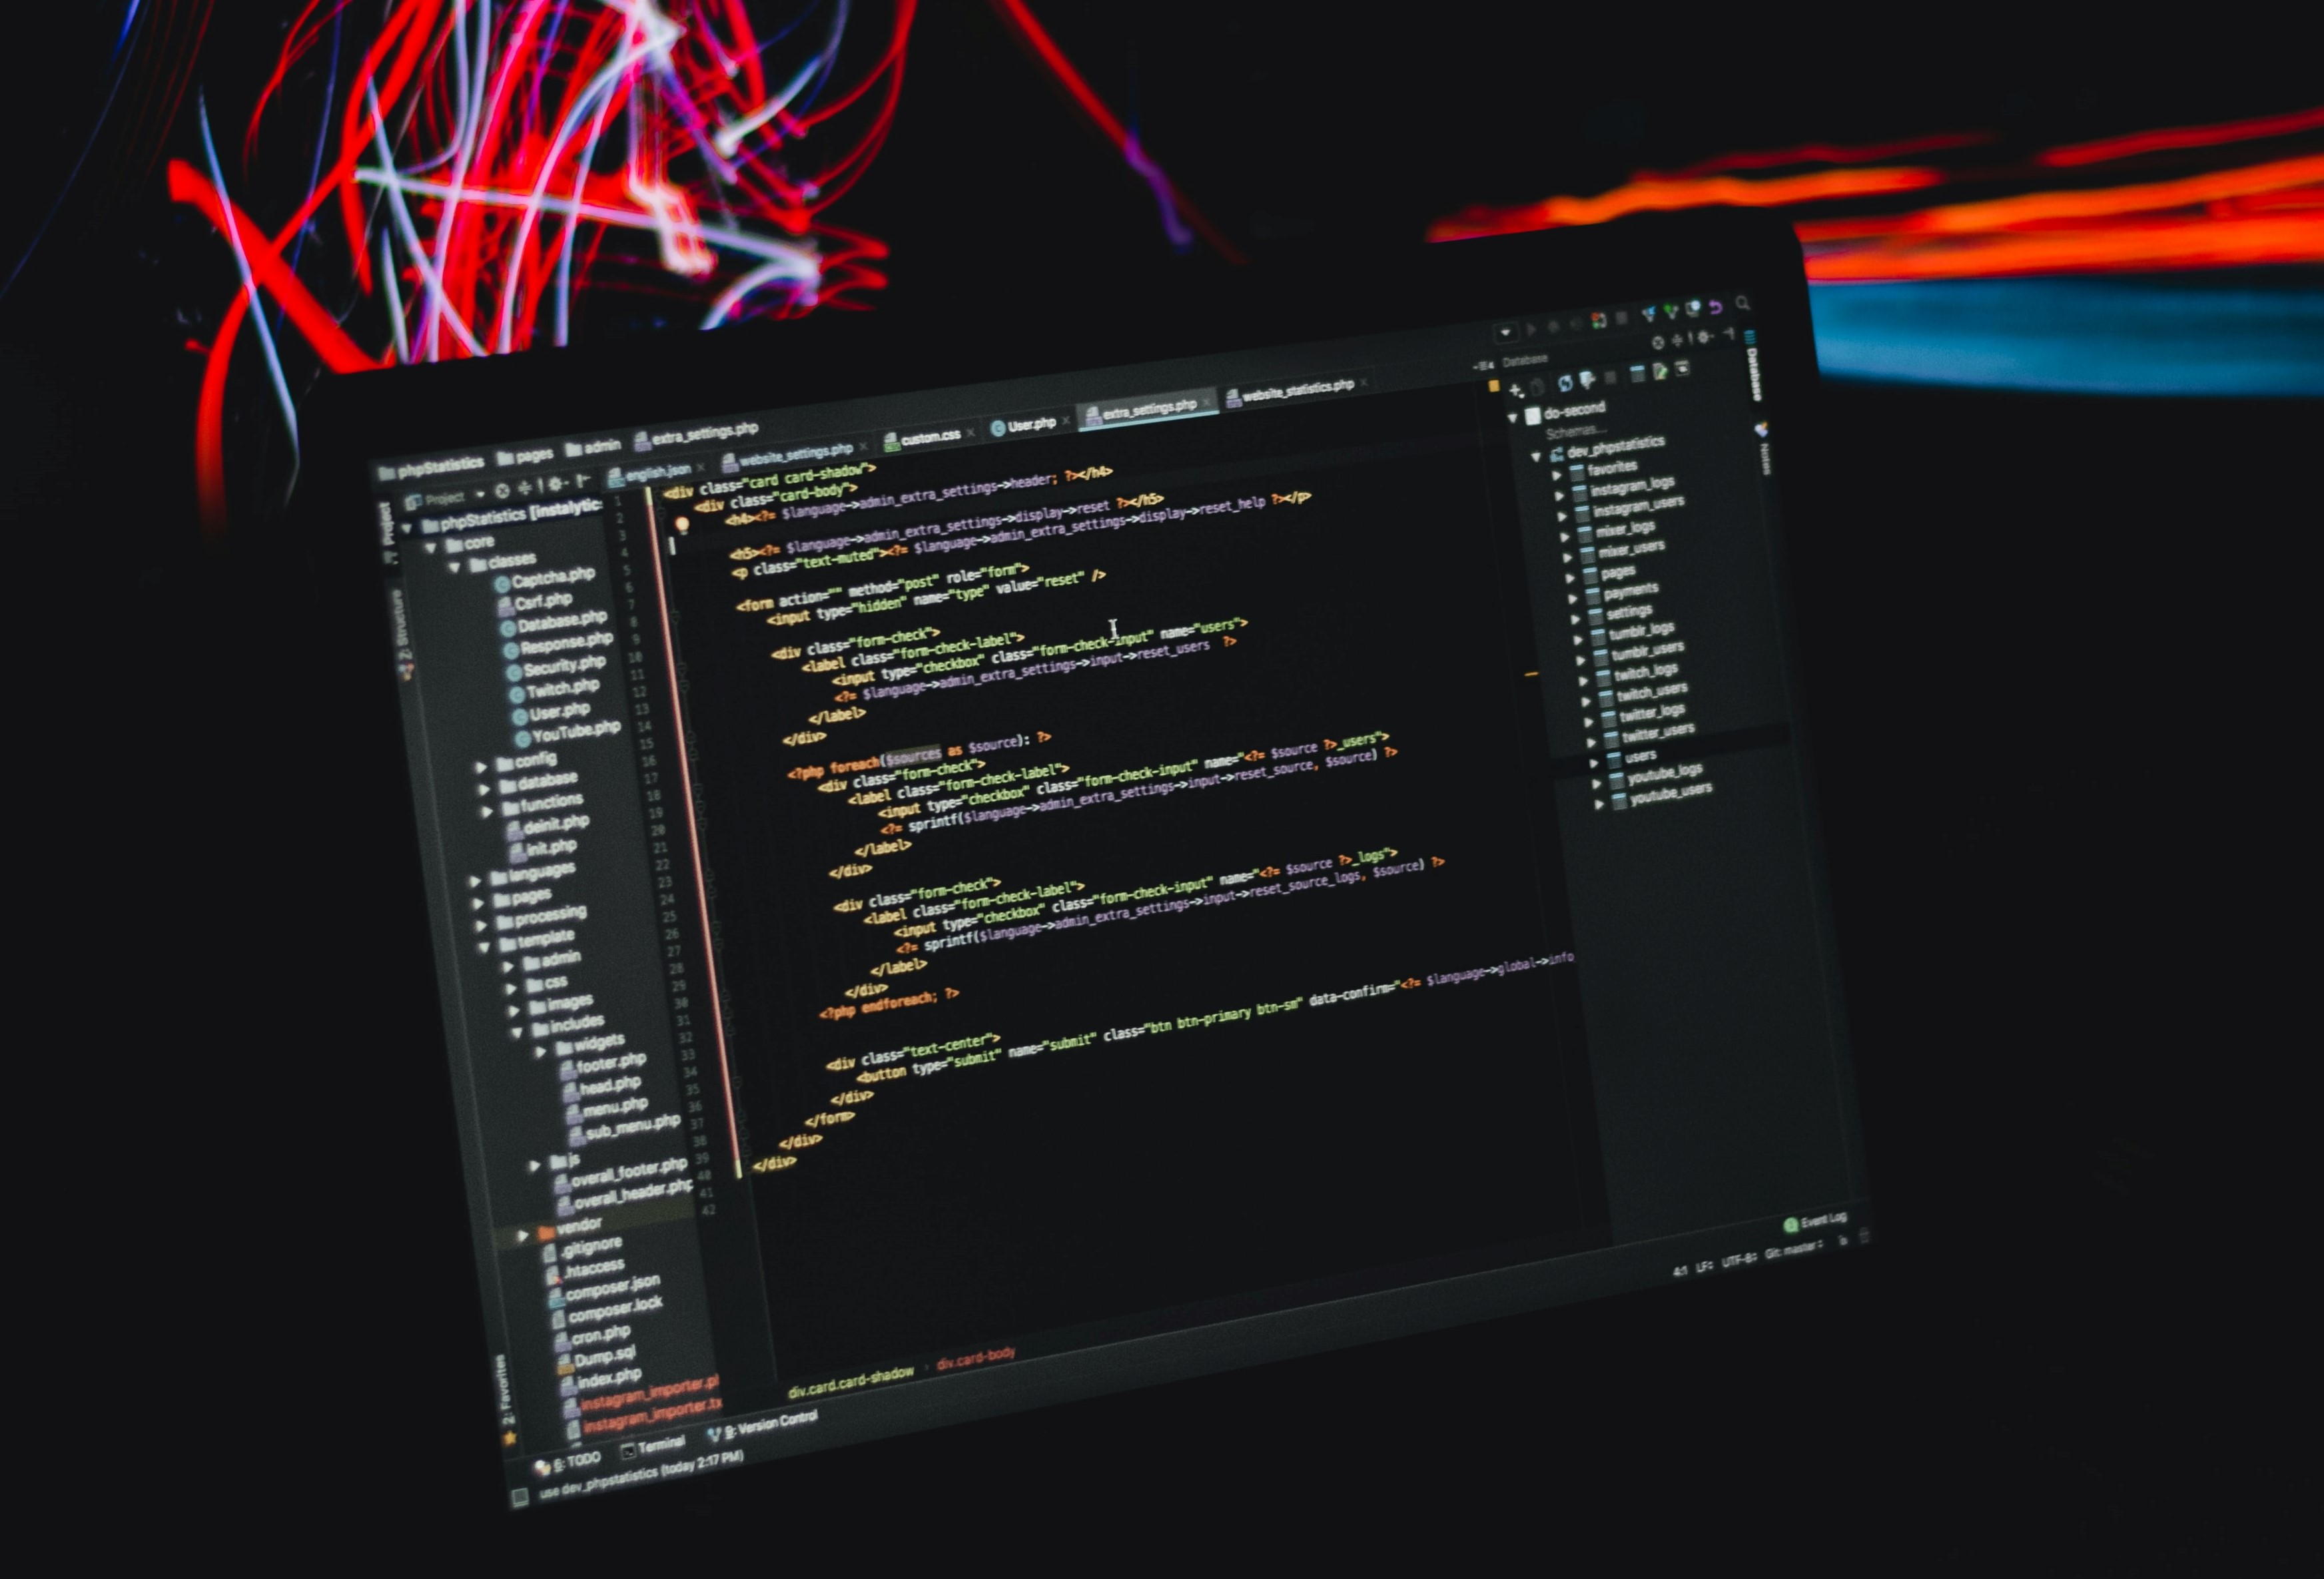 phpStatistics pages admin extra_settings.php
Project
english.json website_settings.php custom.css User.php extra_settings.php website_statistics.php
Project
Structure
2: Favorites
phpStatistics [instalytic
core
classes
Captcha.php
Csrf.php
Database.php
Response.php
Security.php
Twitch.php
User.php
YouTube.php
config
database
functions
deinit.php
init.php
languages
pages
processing
template
admin
css
images
includes
widgets
footer.php
head.php
menu.php
sub_menu.php
js
overall_footer.php
overall_header.php
vendor
.gitignore
.htaccess
composer.json
composer.lock
cron.php
Dump.sql
index.php
instagram_importer.p
instagram_importer.tx
1
2
3
4
5
6
7
8
9
10
11
12
13
14
15
16
17
18
19
20
21
22
23
24
25
26
27
28
29
30
31
32
33
34
35
36
37
38
39
40
41
42
<div class="card card-shadow">
<div class="card-body">
<h4><?= $language->admin_extra_settings->header; ?></h4>
<h5><?= $language->admin_extra_settings->display->reset ?></h5>
<p class="text-muted"><?= $language->admin_extra_settings->display->reset_help ?></p>
<form action="" method="post" role="form">
<input type="hidden" name="type" value="reset" />
<div class="form-check">
<label class="form-check-label">
<input type="checkbox" class="form-check-input" name="users">
<?= $language->admin_extra_settings->input->reset_users ?>
</label>
</div>
<?php foreach($sources as $source): ?>
<div class="form-check">
<label class="form-check-label">
<input type="checkbox" class="form-check-input" name="<?= $source ?>_users">
<?= sprintf($language->admin_extra_settings->input->reset_source, $source) ?>
</label>
</div>
<div class="form-check">
<label class="form-check-label">
<input type="checkbox" class="form-check-input" name="<?= $source ?>_logs">
<?= sprintf($language->admin_extra_settings->input->reset_source_logs, $source) ?>
</label>
</div>
<?php endforeach; ?>
<div class="text-center">
<button type="submit" name="submit" class="btn btn-primary btn-sm" data-confirm="<?= $language->global->info
</div>
</form>
</div>
</div>
div.card.card-shadow div.card-body
Database
do-second
Schemas...
dev_phpstatistics
favorites
instagram_logs
instagram_users
mixer_logs
mixer_users
pages
payments
settings
tumblr_logs
tumblr_users
twitch_logs
twitch_users
twitter_logs
twitter_users
users
youtube_logs
youtube_users
Database
Notes
6: TODO Terminal 9: Version Control
Event Log
use dev_phpstatistics (today 2:17 PM)
4:1 LF UTF-8 Git: master